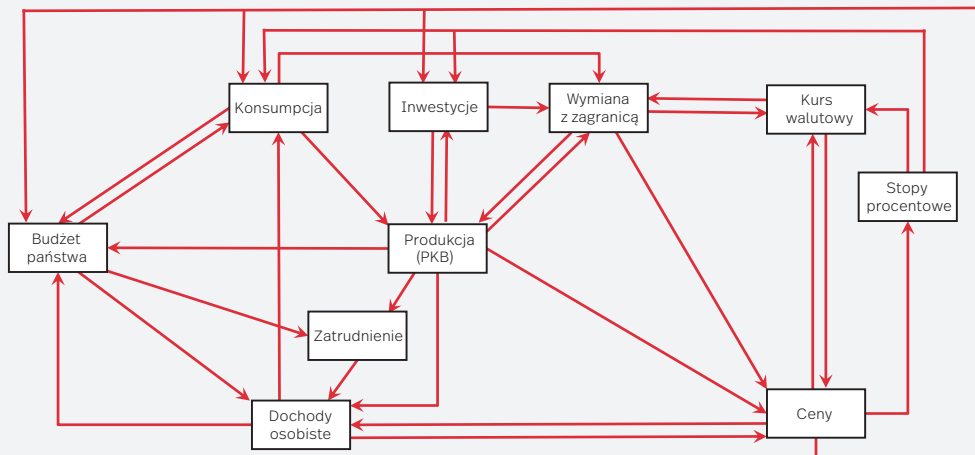 Konsumpcja
Inwestycje
Wymiana
z zagranicą
Kurs
walutowy
Stopy
procentowe
Budżet
państwa
Produkcja
(PKB)
Zatrudnienie
Dochody
osobiste
Ceny